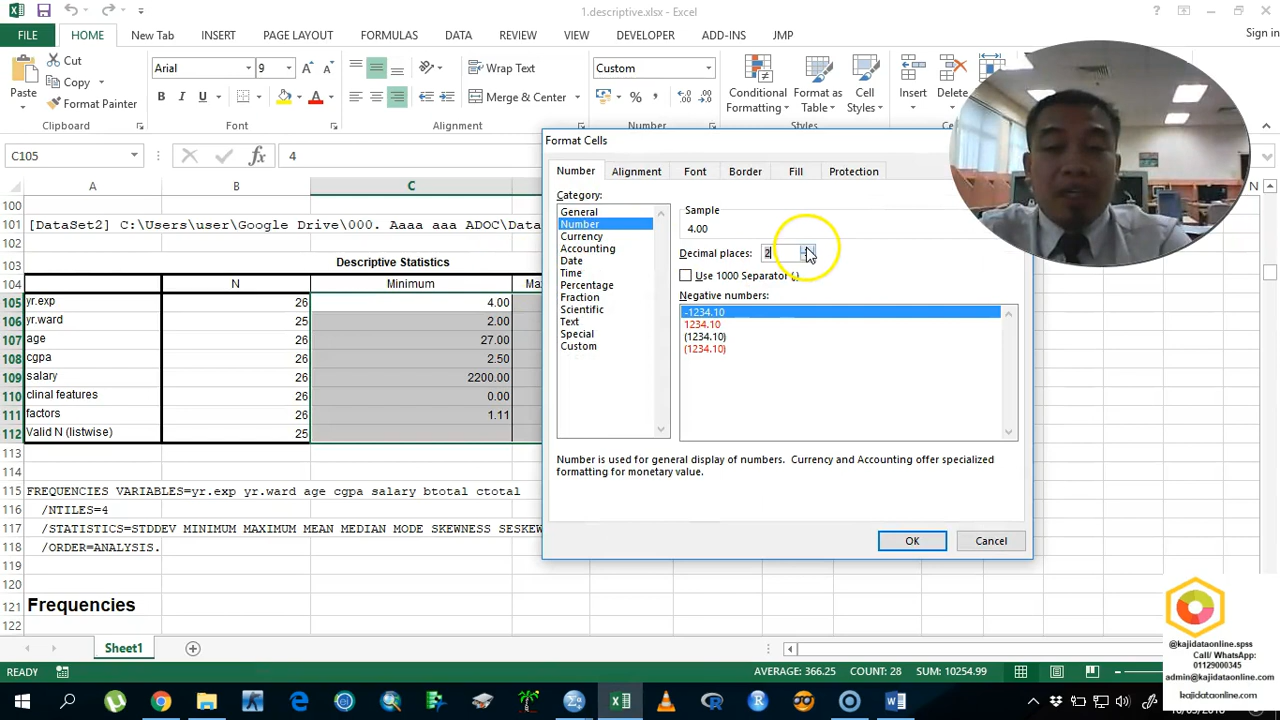 1.descriptive.xlsx - Excel
FILE HOME New Tab INSERT PAGE LAYOUT FORMULAS DATA REVIEW VIEW DEVELOPER ADD-INS JMP Sign in
Paste Cut Copy Format Painter
Arial 9
B I U A
Wrap Text
Merge & Center
Custom
% ,
Conditional Formatting
Format as Table
Cell Styles
Insert
Delete
Clipboard Font Alignment Number Styles
C105 fx 4
A B C N
100
101 [DataSet2] C:\Users\user\Google Drive\000. Aaaa aaa ADOC\Data
102
103 Descriptive Statistics
104 N Minimum
105 yr.exp 26 4.00
106 yr.ward 25 2.00
107 age 26 27.00
108 cgpa 26 2.50
109 salary 26 2200.00
110 clinal features 26 0.00
111 factors 26 1.11
112 Valid N (listwise) 25
113
114
115 FREQUENCIES VARIABLES=yr.exp yr.ward age cgpa salary btotal ctotal
116 /NTILES=4
117 /STATISTICS=STDDEV MINIMUM MAXIMUM MEAN MEDIAN MODE SKEWNESS SESKEW
118 /ORDER=ANALYSIS.
119
120
121 Frequencies
122
Format Cells
Number Alignment Font Border Fill Protection
Category:
General
Number
Currency
Accounting
Date
Time
Percentage
Fraction
Scientific
Text
Special
Custom
Sample
4.00
Decimal places: 2
Use 1000 Separator (,)
Negative numbers:
-1234.10
1234.10
(1234.10)
(1234.10)
Number is used for general display of numbers. Currency and Accounting offer specialized
formatting for monetary value.
OK Cancel
Sheet1
READY AVERAGE: 366.25 COUNT: 28 SUM: 10254.99
@kajidataonline.spss
Call/ WhatsApp:
01129000345
admin@kajidataonline.com
kajidataonline.com